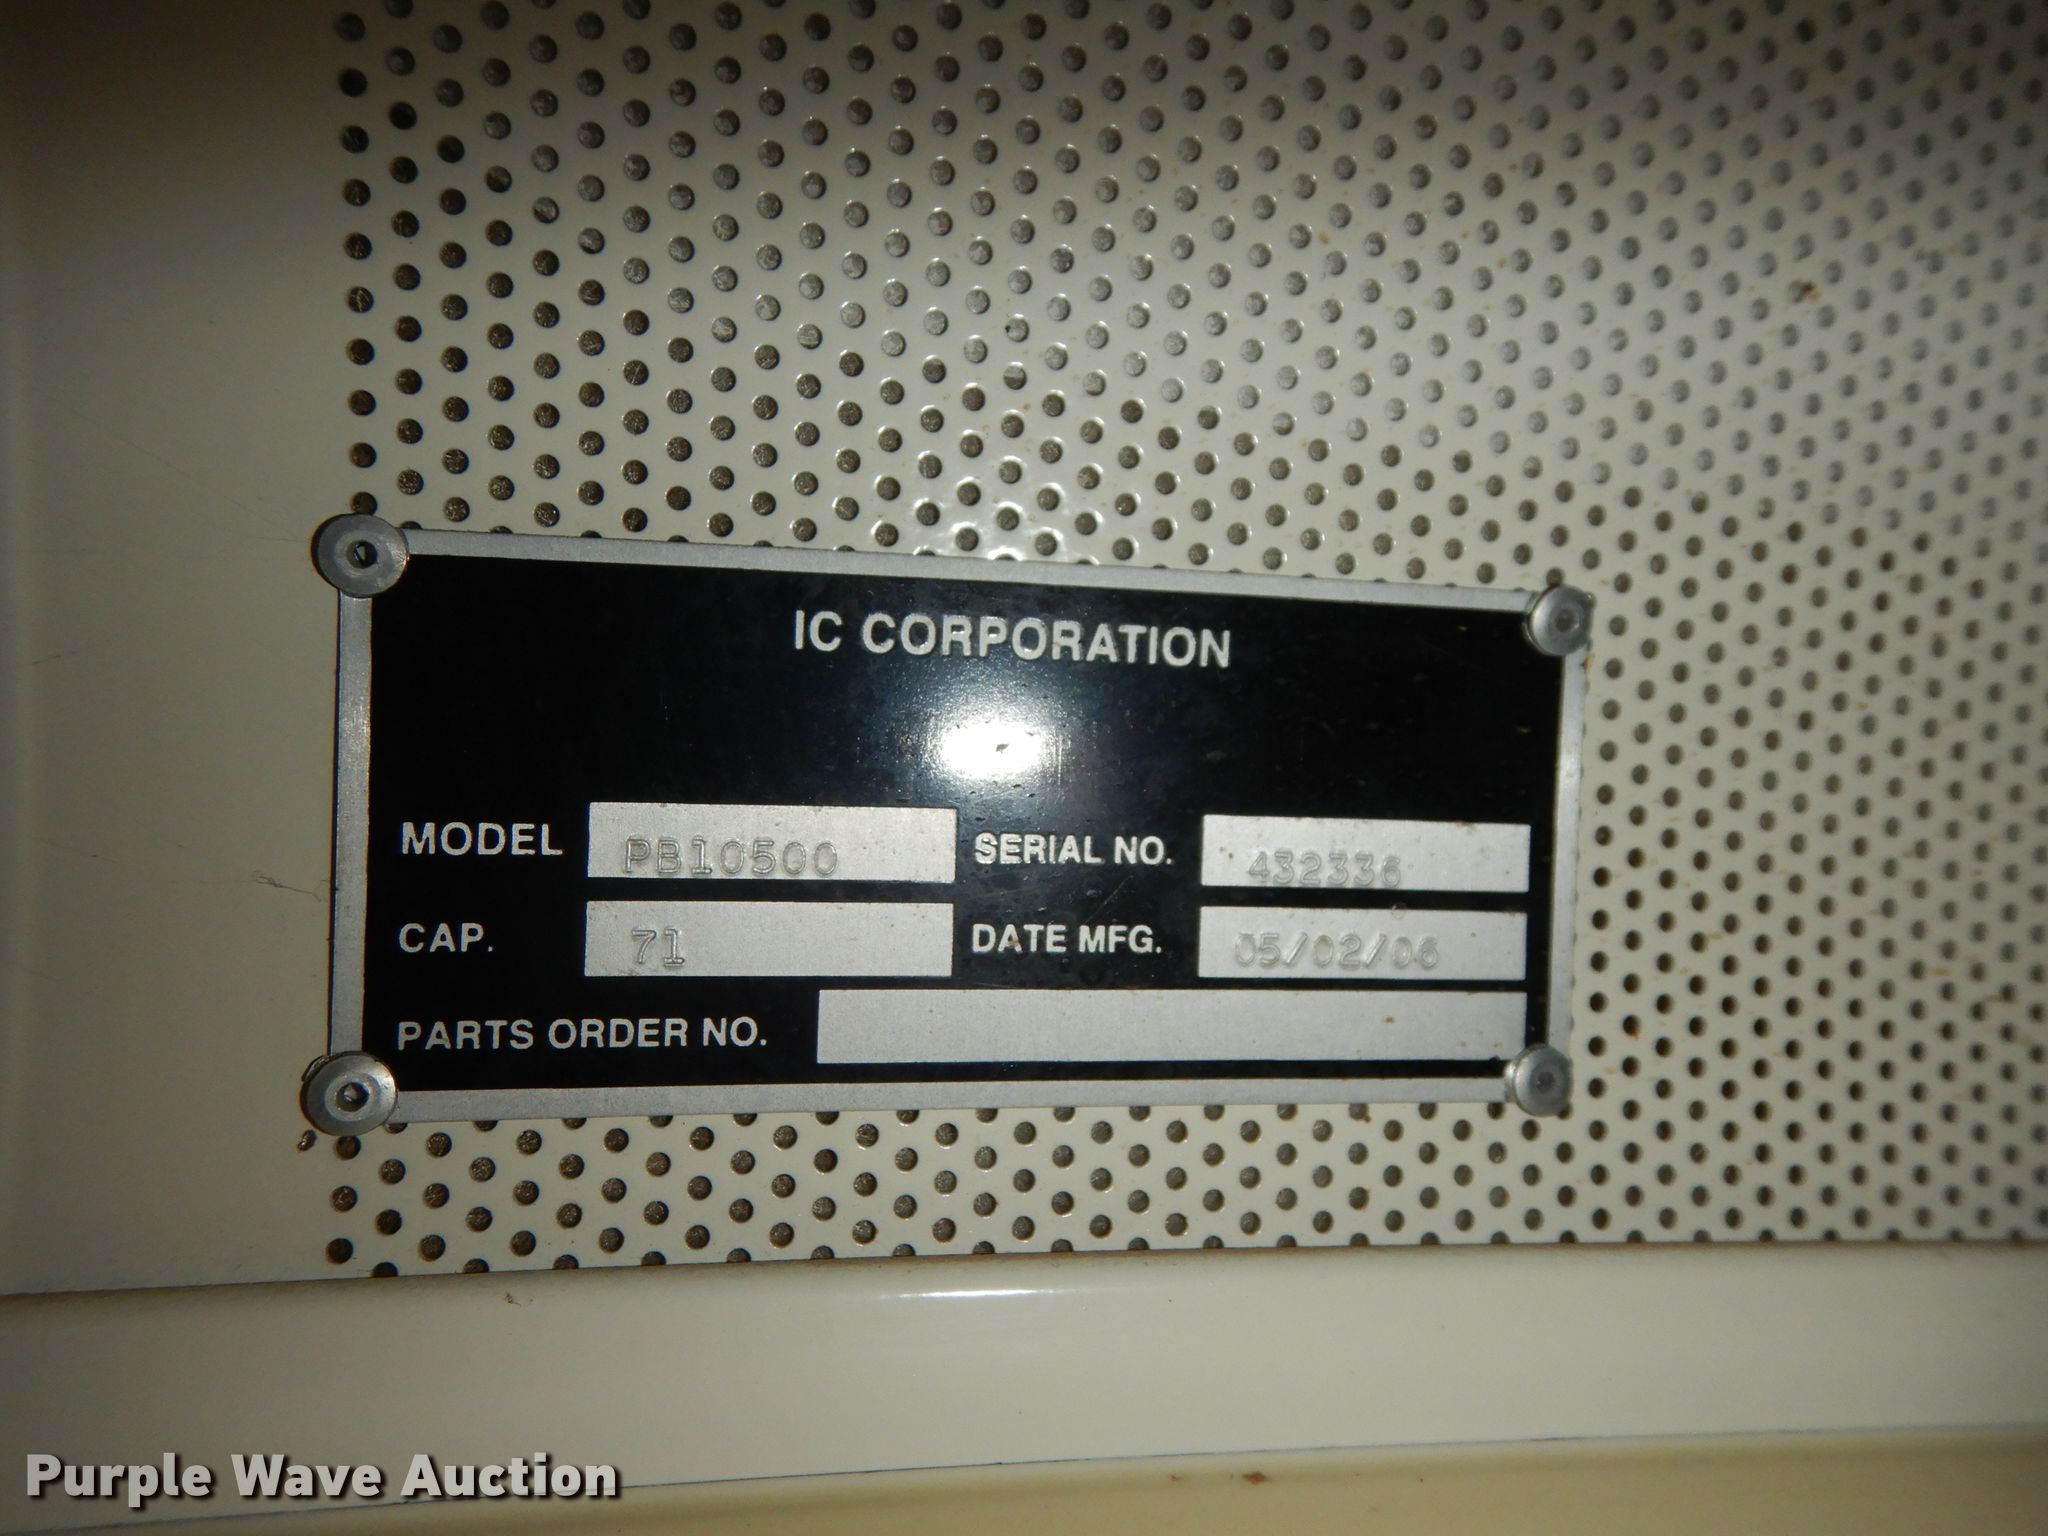 IC CORPORATION
MODEL PB10500 SERIAL NO. 432336
CAP. 71 DATE MFG. 05/02/06
PARTS ORDER NO.
Purple Wave Auction